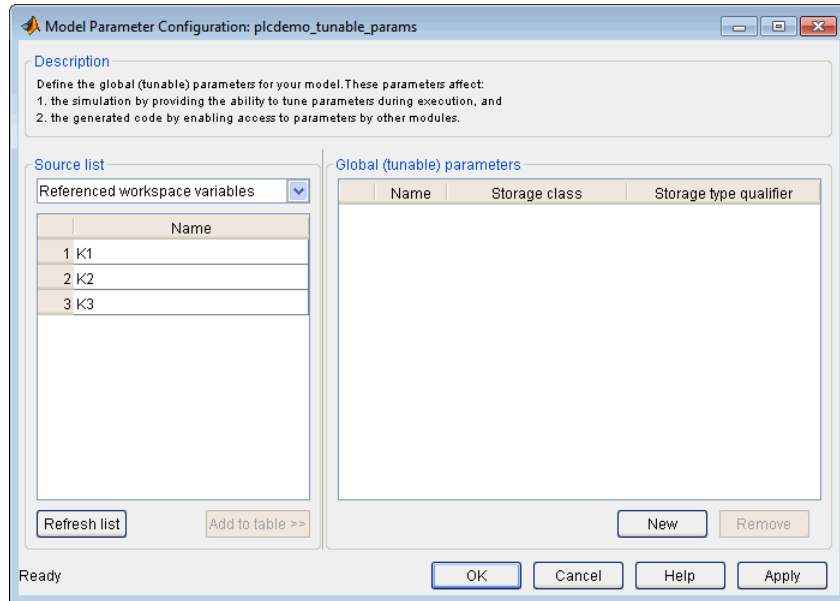 Model Parameter Configuration: plcdemo_tunable_params
Description
Define the global (tunable) parameters for your model.These parameters affect:
1. the simulation by providing the ability to tune parameters during execution, and
2. the generated code by enabling access to parameters by other modules.
Source list
Referenced workspace variables
Name
1 K1
2 K2
3 K3
Refresh list
Add to table >>
Global (tunable) parameters
Name Storage class Storage type qualifier
New
Remove
Ready
OK
Cancel
Help
Apply